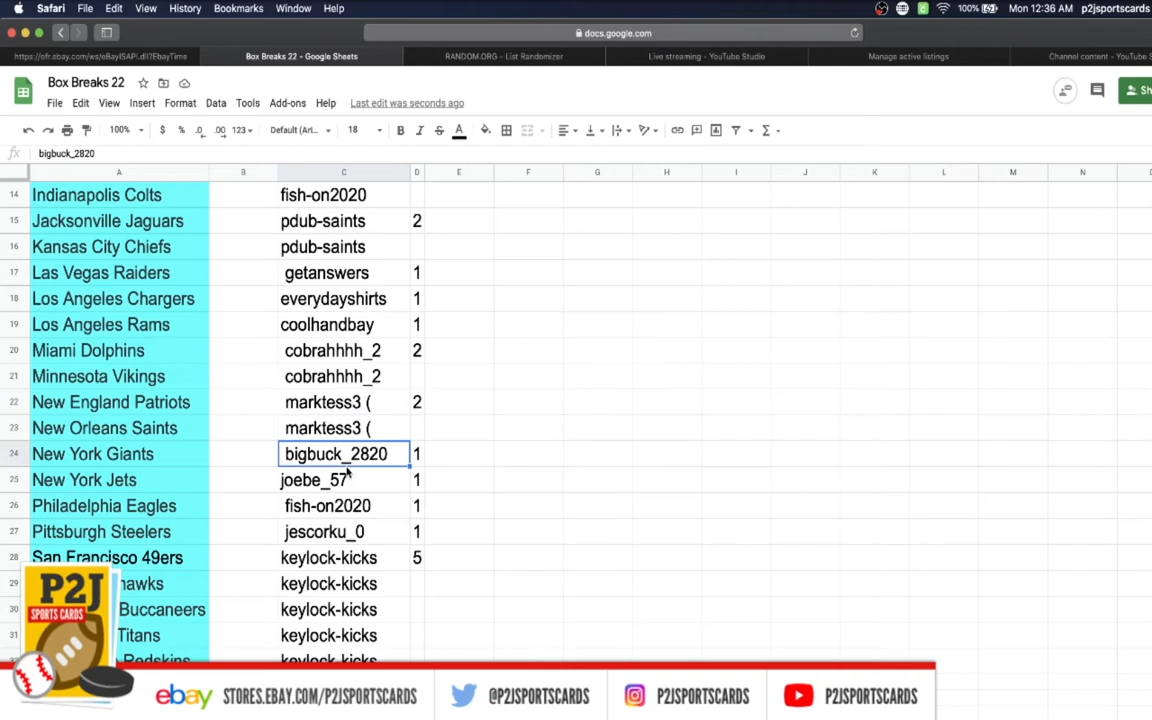 Safari File Edit View History Bookmarks Window Help 100% Mon 12:36 AM p2jsportscards
docs.google.com
https://ofr.ebay.com/ws/eBayISAPI.dll?EbayTime Box Breaks 22 - Google Sheets RANDOM.ORG - List Randomizer Live streaming - YouTube Studio Manage active listings Channel content - YouTube S
Box Breaks 22
Sh
File Edit View Insert Format Data Tools Add-ons Help Last edit was seconds ago
100% $ % .0 .00 123 Default (Ari... 18 B I S A
fx bigbuck_2820
A B C D E F G H I J K L M N
14 Indianapolis Colts fish-on2020
15 Jacksonville Jaguars pdub-saints 2
16 Kansas City Chiefs pdub-saints
17 Las Vegas Raiders getanswers 1
18 Los Angeles Chargers everydayshirts 1
19 Los Angeles Rams coolhandbay 1
20 Miami Dolphins cobrahhhh_2 2
21 Minnesota Vikings cobrahhhh_2
22 New England Patriots marktess3 ( 2
23 New Orleans Saints marktess3 (
24 New York Giants bigbuck_2820 1
25 New York Jets joebe_57 1
26 Philadelphia Eagles fish-on2020 1
27 Pittsburgh Steelers jescorku_0 1
28 San Francisco 49ers keylock-kicks 5
29 hawks keylock-kicks
30 Buccaneers keylock-kicks
31 Titans keylock-kicks
Redskins keylock-kicks
P2J
SPORTS CARDS
ebay STORES.EBAY.COM/P2JSPORTSCARDS @P2JSPORTSCARDS P2JSPORTSCARDS P2JSPORTSCARDS